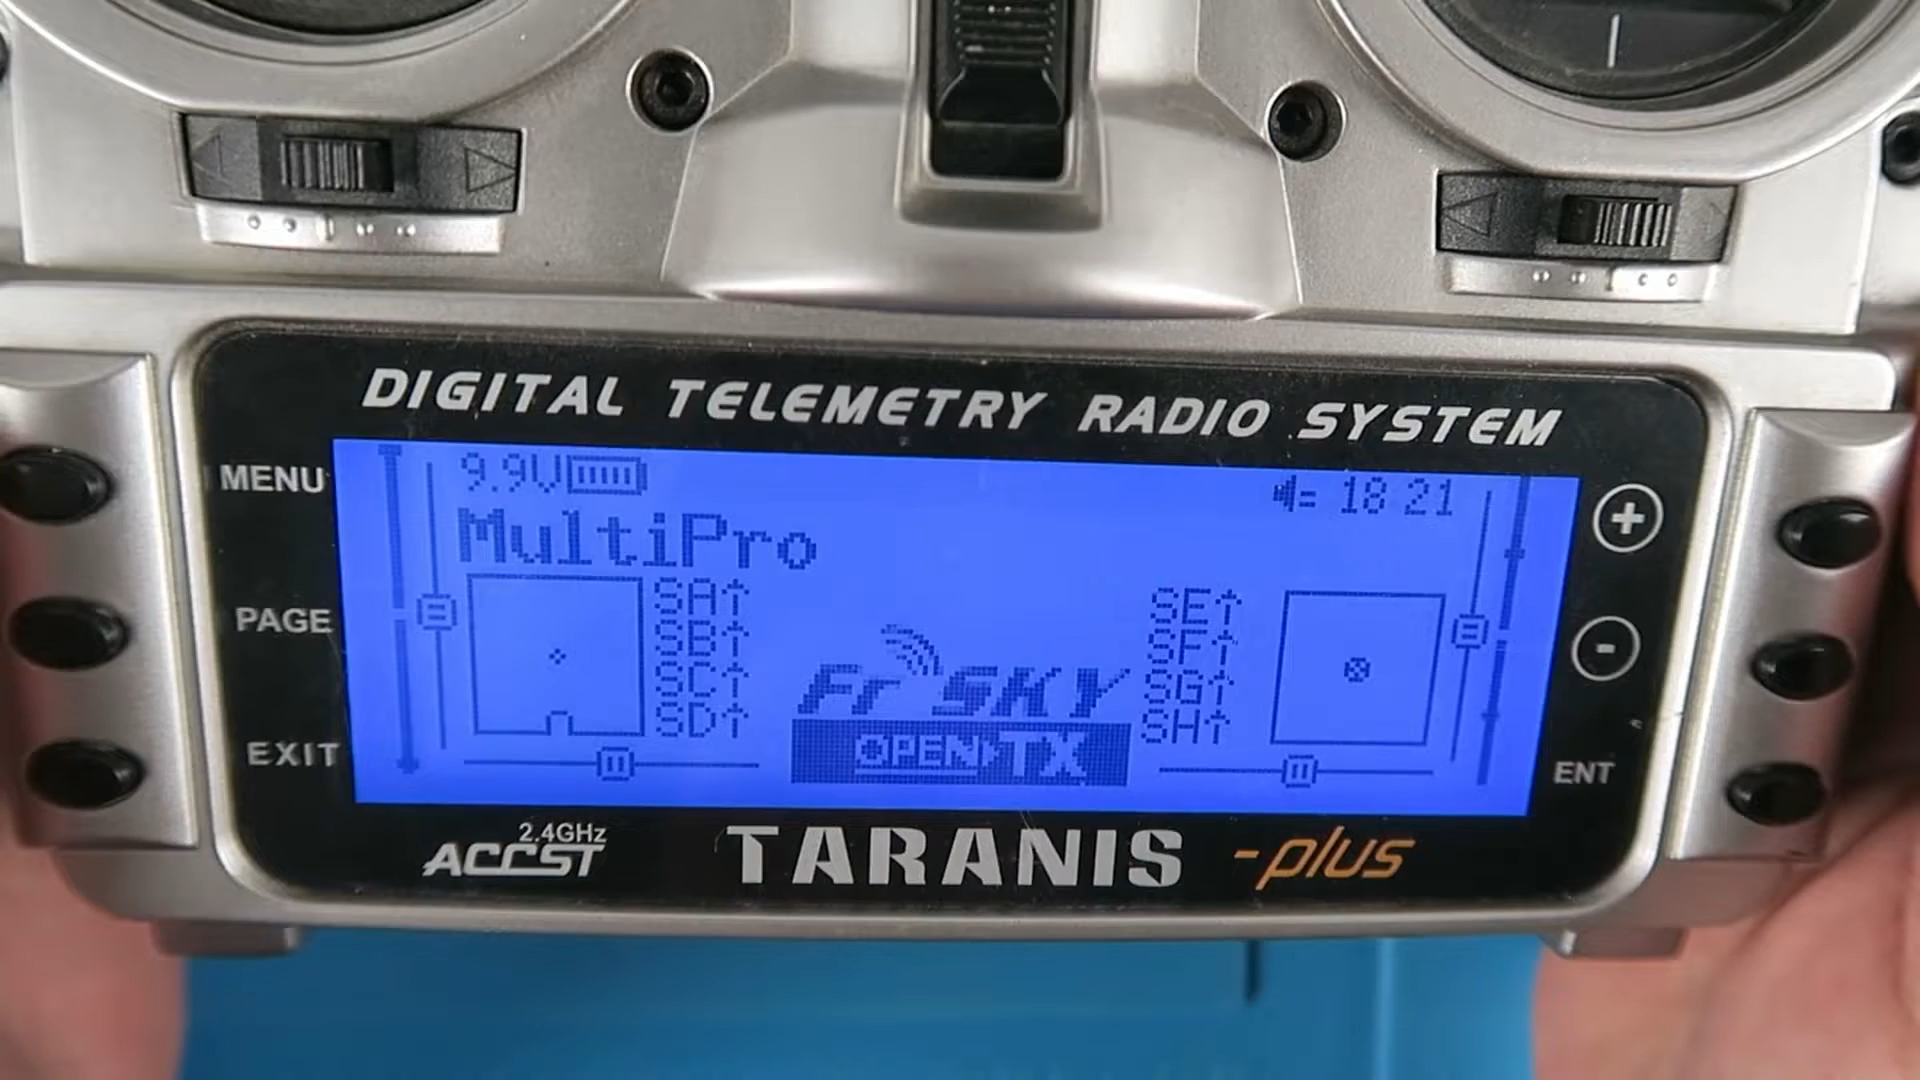 DIGITAL TELEMETRY RADIO SYSTEM
MENU
PAGE
EXIT
9.9V
18 21
MultiPro
SA↑
SB↑
SC↑
SD↑
FrSKY
OPEN TX
SE↑
SF↑
SG↑
SH↑
+
-
ENT
2.4GHz
ACCST
TARANIS -plus